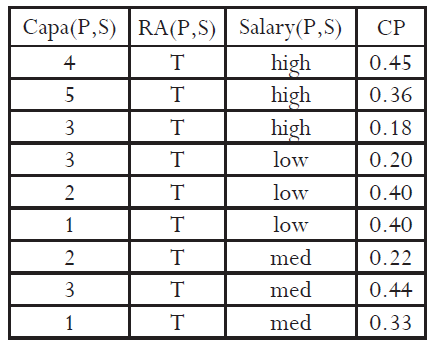 Capa(P,S) RA(P,S) Salary(P,S) CP
4 T high 0.45
5 T high 0.36
3 T high 0.18
3 T low 0.20
2 T low 0.40
1 T low 0.40
2 T med 0.22
3 T med 0.44
1 T med 0.33